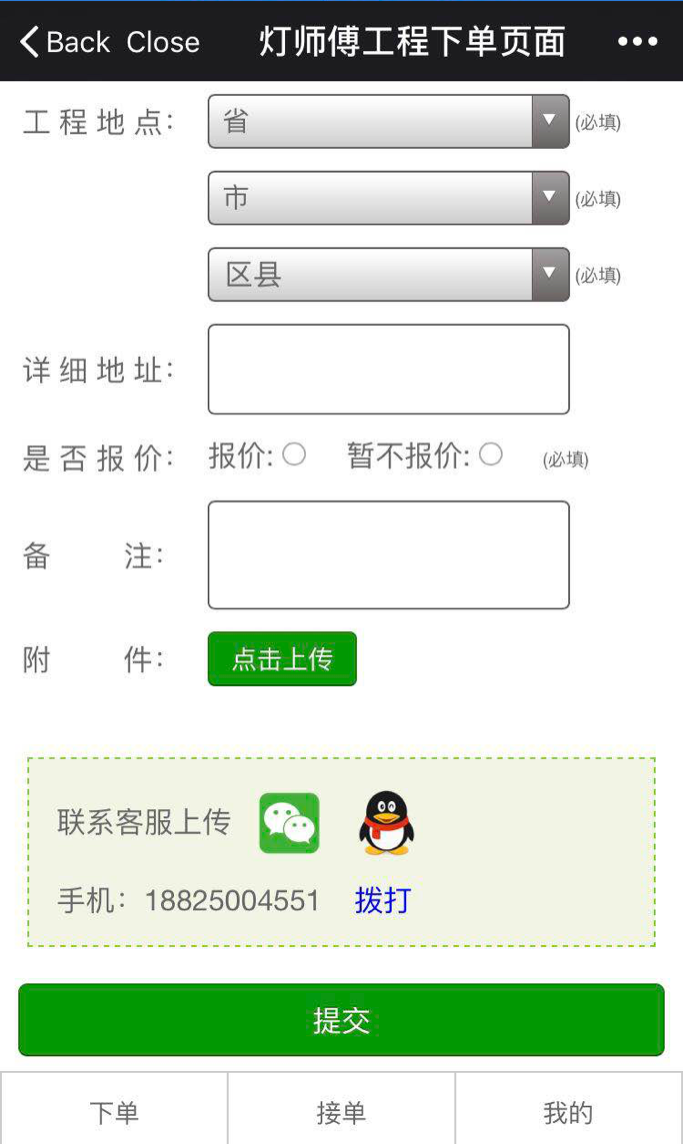 Back Close 灯师傅工程下单页面
工程地点: 省 (必填)
市 (必填)
区县 (必填)
详细地址:
是否报价: 报价: 暂不报价: (必填)
备注:
附件: 点击上传
联系客服上传
手机: 18825004551 拨打
提交
下单 接单 我的